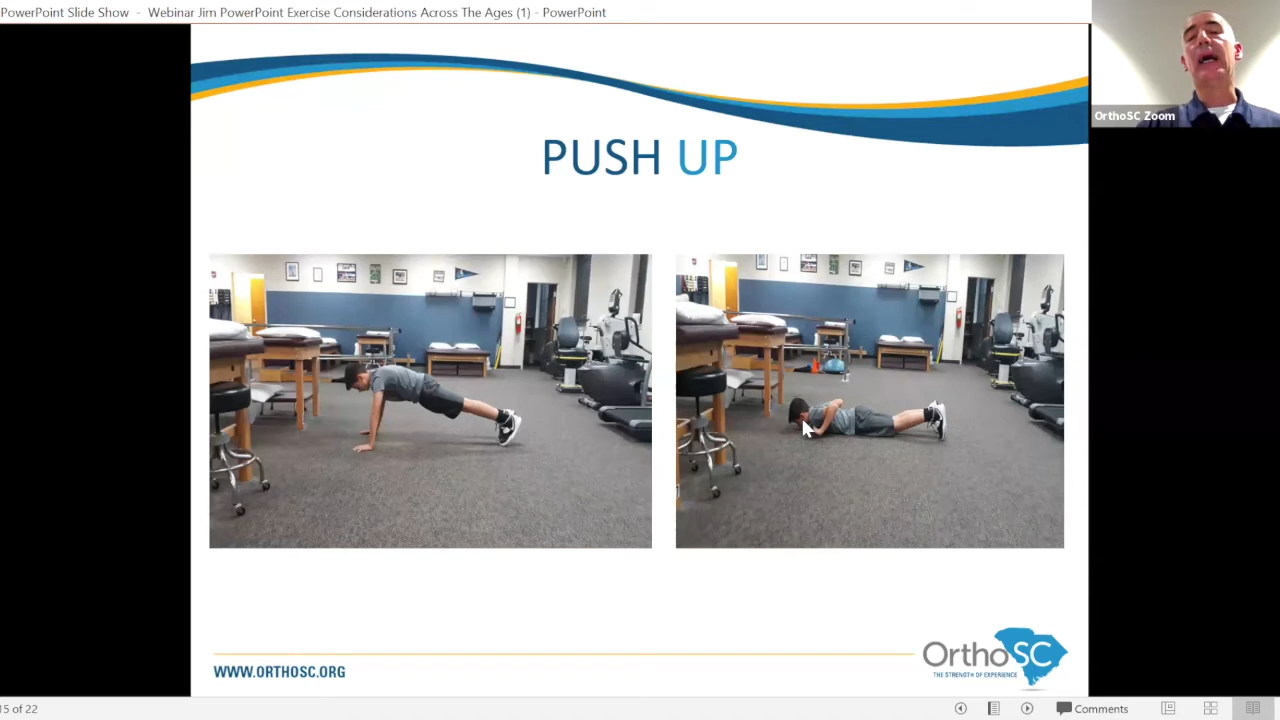 PowerPoint Slide Show - Webinar Jim PowerPoint Exercise Considerations Across The Ages (1) - PowerPoint
OrthoSC Zoom
PUSH UP
WWW.ORTHOSC.ORG
OrthoSC
THE STRENGTH OF EXPERIENCE
15 of 22
Comments